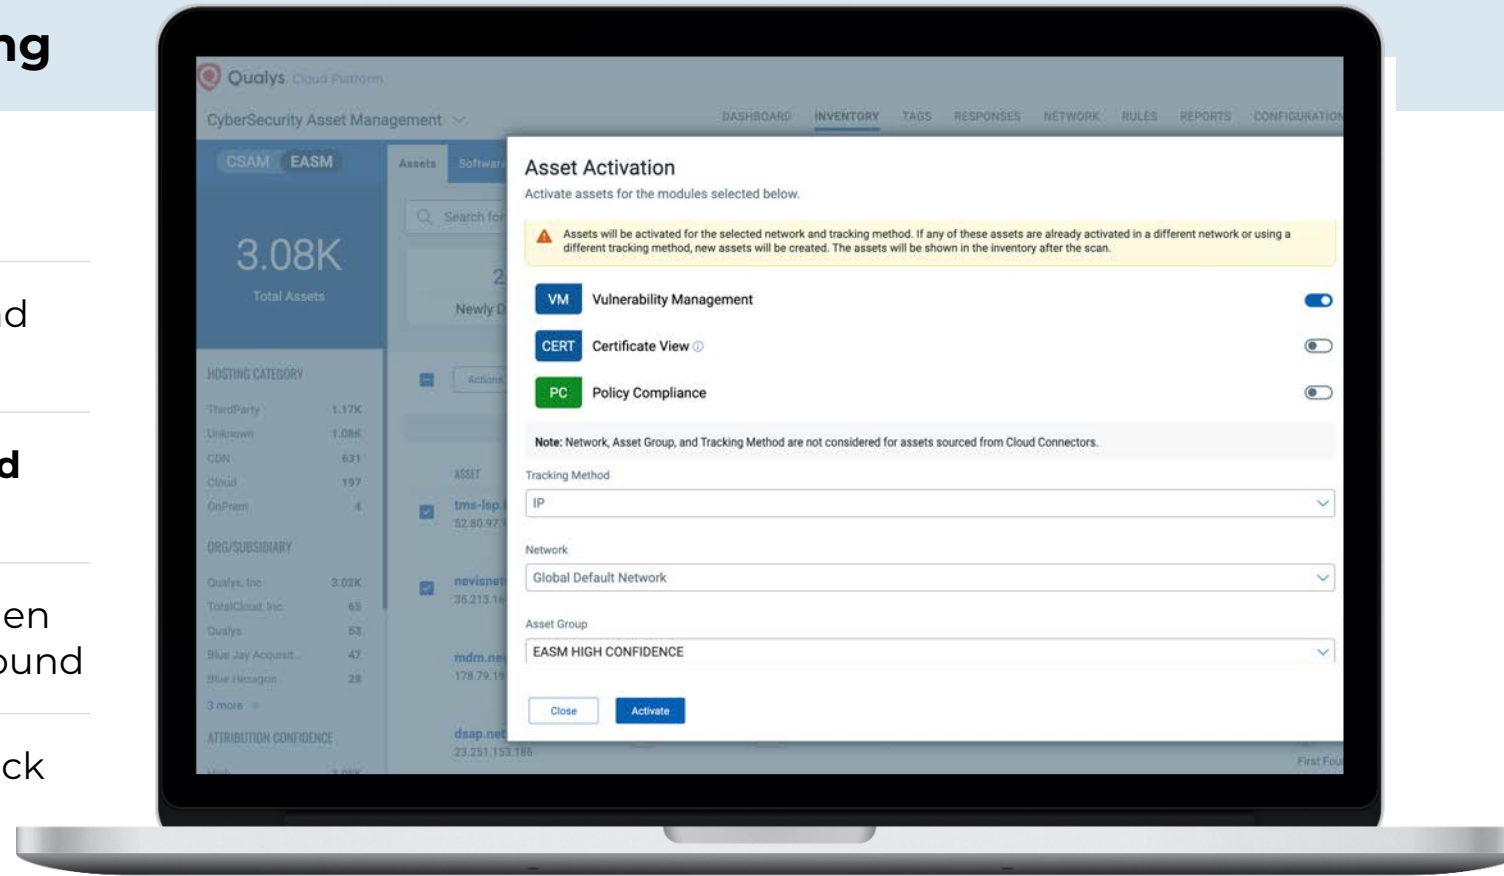 ng
nd
d
en
ound
ck
Qualys. Cloud Platform
CyberSecurity Asset Management
DASHBOARD INVENTORY TAGS RESPONSES NETWORK RULES REPORTS CONFIGURATION
CSAM EASM
Assets Software
Search for
3.08K
Total Assets
2
Newly D
HOSTING CATEGORY
ThirdParty 1.17K
Unknown 1.08K
CDN 631
Cloud 197
OnPrem 4
ORG/SUBSIDIARY
Qualys, Inc 3.02K
TotalCloud, Inc. 65
Qualys. 53
Blue Jay Acquisit... 47
Blue Hexagon 28
3 more
ATTRIBUTION CONFIDENCE
High
Actions
ASSET
tms-lsp.
52.80.97.1
nevisnet
35.213.16
mdm.ne
178.79.19
dsap.net
23.251.153.186
First Fou
Asset Activation
Activate assets for the modules selected below.
Assets will be activated for the selected network and tracking method. If any of these assets are already activated in a different network or using a
different tracking method, new assets will be created. The assets will be shown in the inventory after the scan.
VM Vulnerability Management
CERT Certificate View
PC Policy Compliance
Note: Network, Asset Group, and Tracking Method are not considered for assets sourced from Cloud Connectors.
Tracking Method
IP
Network
Global Default Network
Asset Group
EASM HIGH CONFIDENCE
Close Activate